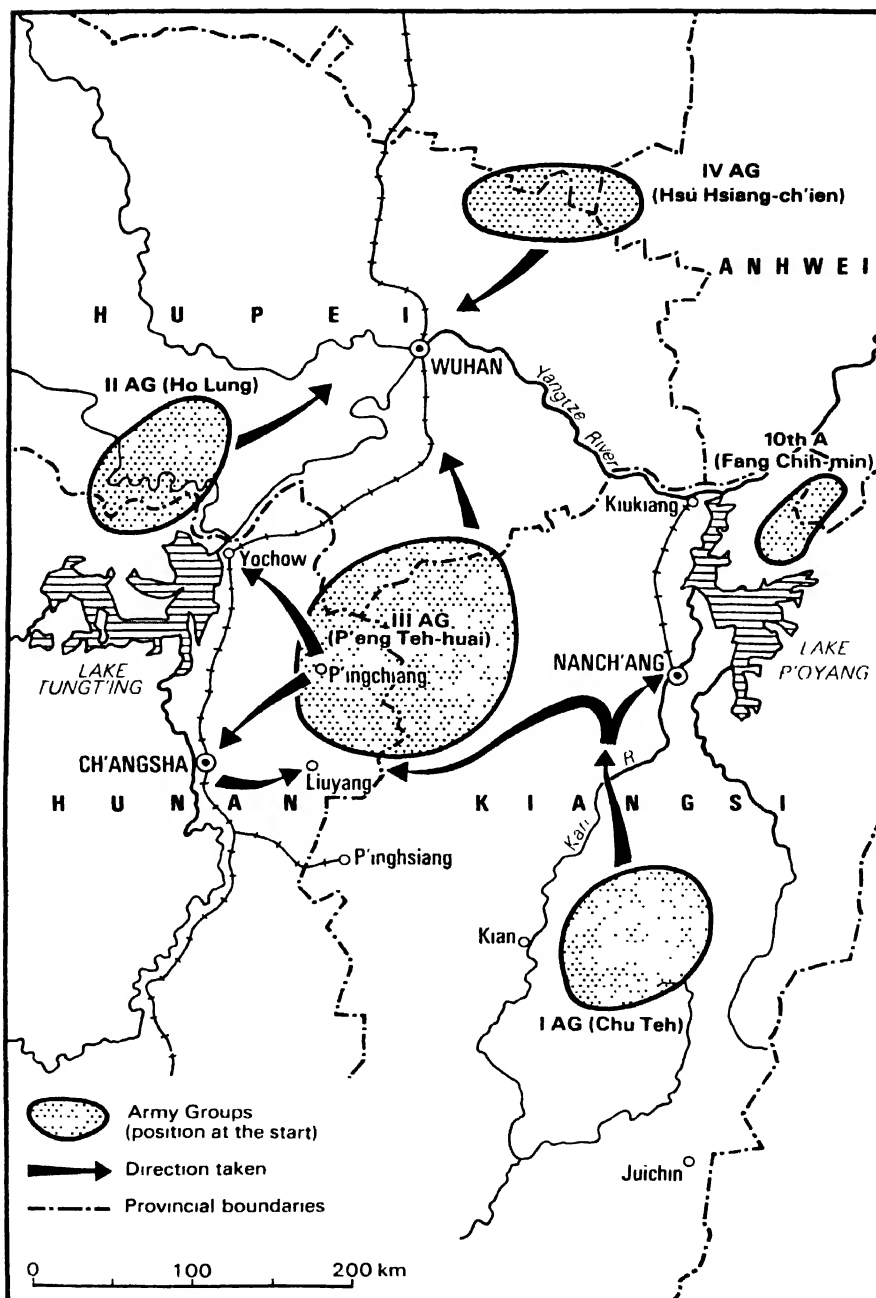 IV AG
(Hsü Hsiang-ch'ien)
ANHWEI
HUPEI
WUHAN
II AG (Ho Lung)
Yangtze River
10th A
(Fang Chih-min)
Kiukiang
Yochow
III AG
(P'eng Teh-huai)
LAKE
TUNGT'ING
P'ingchiang
NANCH'ANG
LAKE
P'OYANG
CH'ANGSHA
Liuyang
HUNAN
KIANGSI
Kan R
P'inghsiang
Kian
I AG (Chu Teh)
Army Groups
(position at the start)
Direction taken
Juichin
Provincial boundaries
0 100 200 km